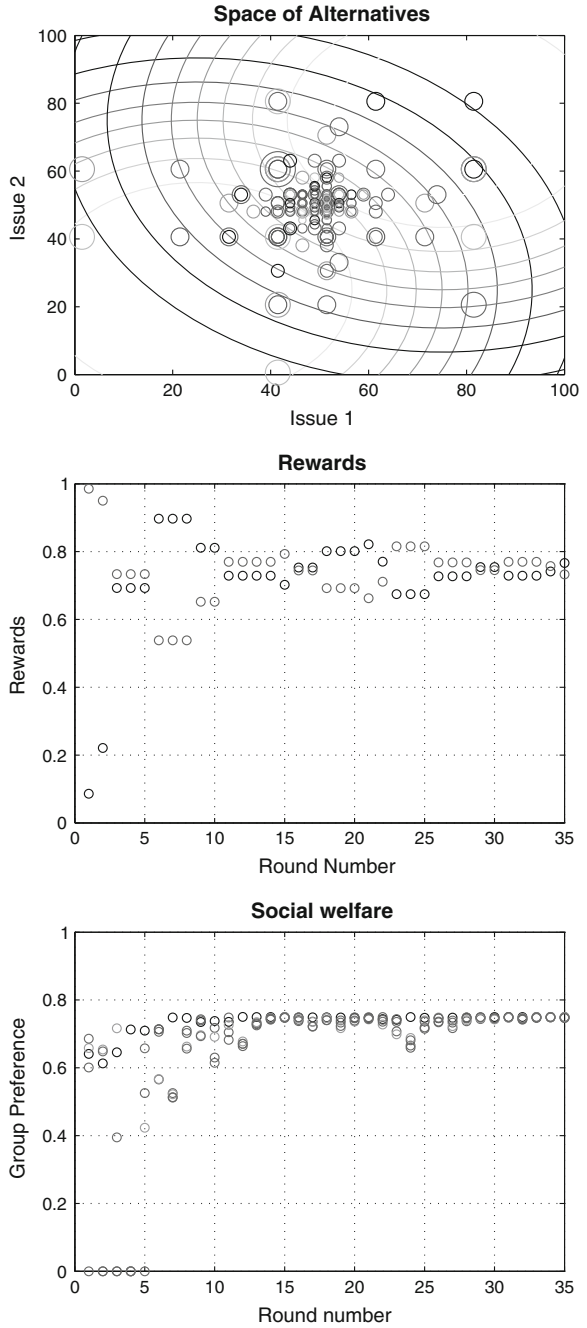 Space of Alternatives
100
80
60
40
20
0
Issue 2
0 20 40 60 80 100
Issue 1
Rewards
1
0.8
0.6
0.4
0.2
0
Rewards
0 5 10 15 20 25 30 35
Round Number
Social welfare
1
0.8
0.6
0.4
0.2
0
Group Preference
0 5 10 15 20 25 30 35
Round number